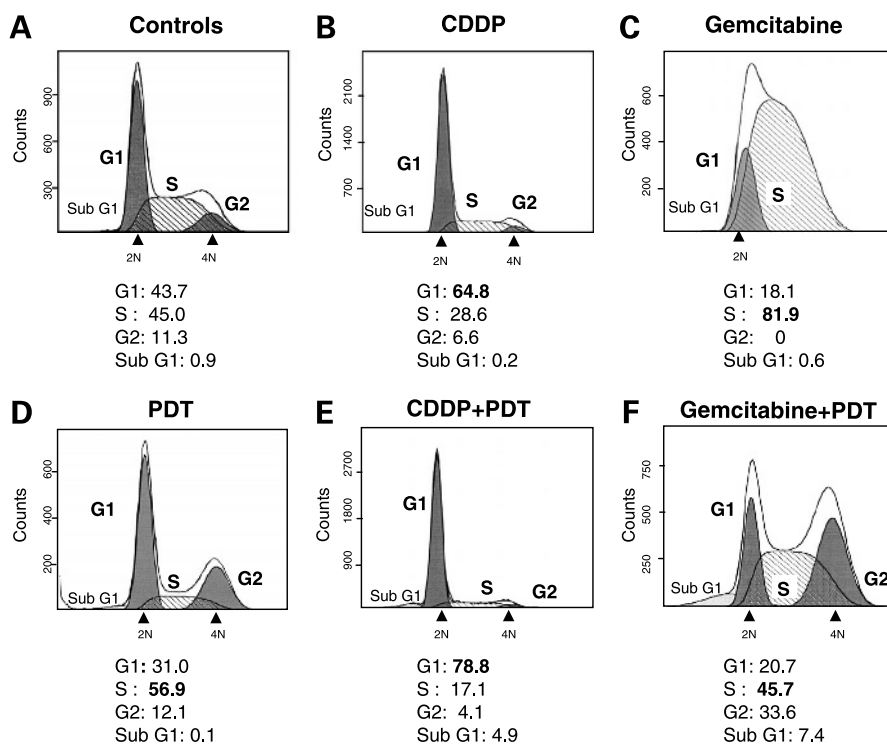 A Controls
Counts
900
600
300
G1
S
G2
Sub G1
2N 4N
G1: 43.7
S : 45.0
G2: 11.3
Sub G1: 0.9
B CDDP
Counts
2100
1400
700
G1
S
G2
Sub G1
2N 4N
G1: 64.8
S : 28.6
G2: 6.6
Sub G1: 0.2
C Gemcitabine
Counts
600
400
200
G1
S
Sub G1
2N
G1: 18.1
S : 81.9
G2: 0
Sub G1: 0.6
D PDT
Counts
600
400
200
G1
S
G2
Sub G1
2N 4N
G1: 31.0
S : 56.9
G2: 12.1
Sub G1: 0.1
E CDDP+PDT
Counts
2700
1800
900
G1
S
G2
Sub G1
2N 4N
G1: 78.8
S : 17.1
G2: 4.1
Sub G1: 4.9
F Gemcitabine+PDT
Counts
750
500
250
G1
S
G2
Sub G1
2N 4N
G1: 20.7
S : 45.7
G2: 33.6
Sub G1: 7.4